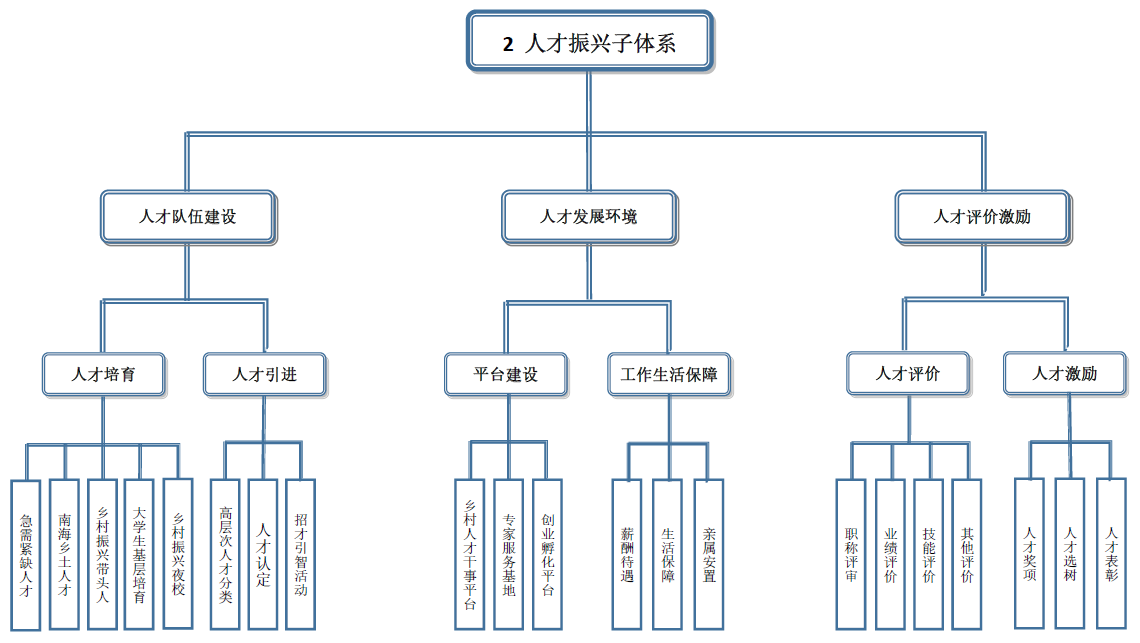 2 人才振兴子体系
人才队伍建设
人才发展环境
人才评价激励
人才培育
人才引进
平台建设
工作生活保障
人才评价
人才激励
急需紧缺人才
南海乡土人才
乡村振兴带头人
大学生基层培育
乡村振兴夜校
高层次人才分类
人才认定
招才引智活动
乡村人才干事平台
专家服务基地
创业孵化平台
薪酬待遇
生活保障
亲属安置
职称评审
业绩评价
技能评价
其他评价
人才奖项
人才选树
人才表彰